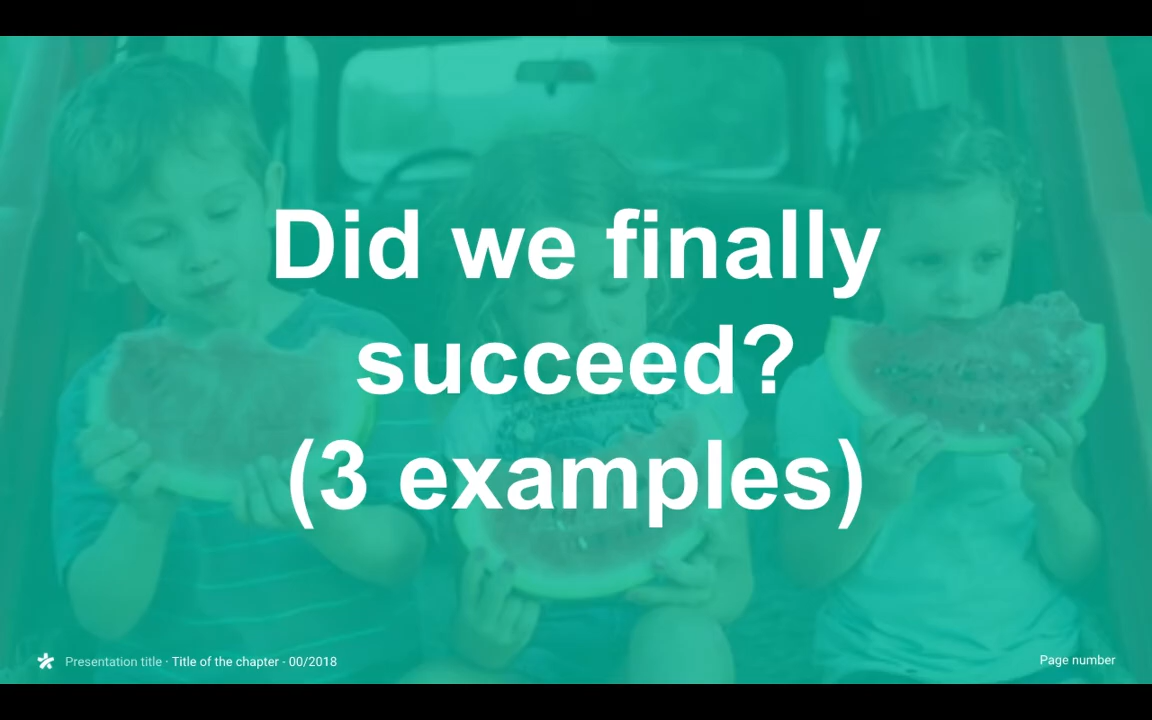 Did we finally
succeed?
(3 examples)
Presentation title · Title of the chapter - 00/2018
Page number